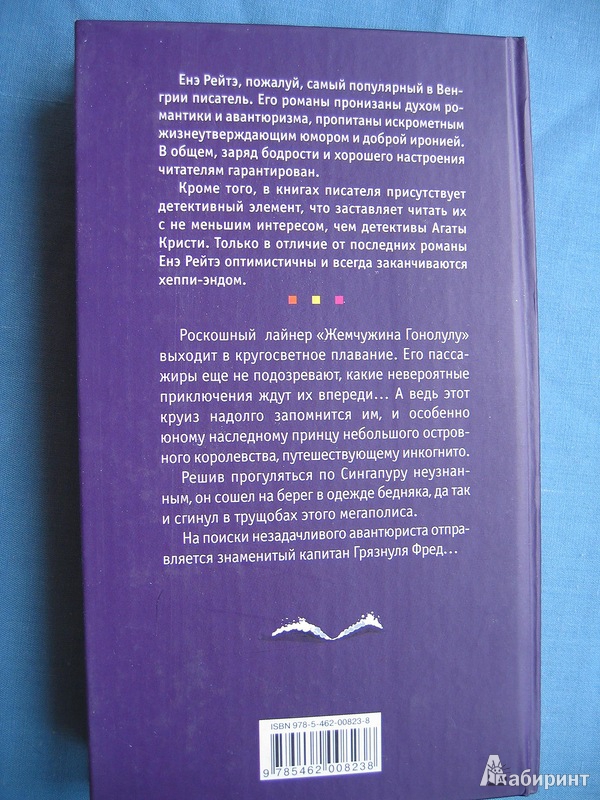 Енэ Рейтэ, пожалуй, самый популярный в Вен-
грии писатель. Его романы пронизаны духом ро-
мантики и авантюризма, пропитаны искрометным
жизнеутверждающим юмором и доброй иронией.
В общем, заряд бодрости и хорошего настроения
читателям гарантирован.
Кроме того, в книгах писателя присутствует
детективный элемент, что заставляет читать их
с не меньшим интересом, чем детективы Агаты
Кристи. Только в отличие от последних романы
Енэ Рейтэ оптимистичны и всегда заканчиваются
хеппи-эндом.
Роскошный лайнер «Жемчужина Гонолулу»
выходит в кругосветное плавание. Его пасса-
жиры еще не подозревают, какие невероятные
приключения ждут их впереди... А ведь этот
круиз надолго запомнится им, и особенно
юному наследному принцу небольшого остров-
ного королевства, путешествующему инкогнито.
Решив прогуляться по Сингапуру неузнан-
ным, он сошел на берег в одежде бедняка, да так
и сгинул в трущобах этого мегаполиса.
На поиски незадачливого авантюриста отпра-
вляется знаменитый капитан Грязнуля Фред...
ISBN 978-5-462-00823-8
9 785462 008238
Лабиринт